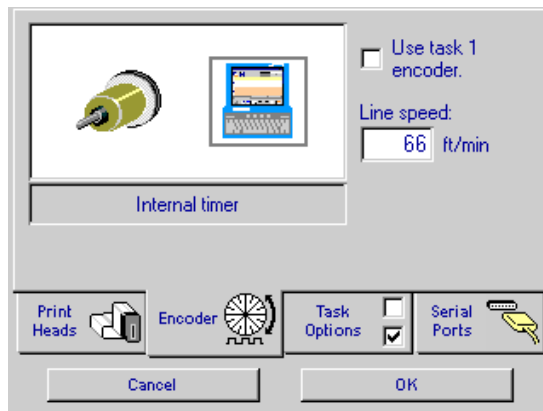 Use task 1
encoder.
Line speed:
66 ft/min
Internal timer
Print
Heads
Encoder
Task
Options
Serial
Ports
Cancel
OK